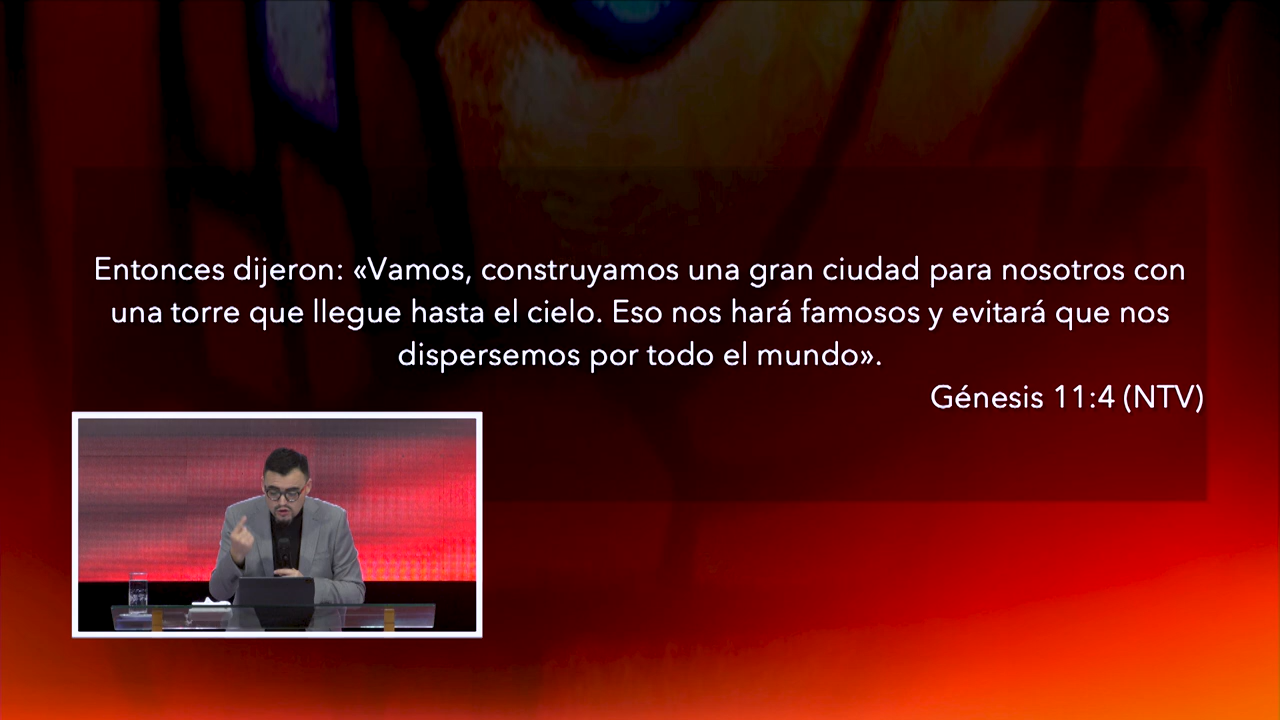 Entonces dijeron: «Vamos, construyamos una gran ciudad para nosotros con
una torre que llegue hasta el cielo. Eso nos hará famosos y evitará que nos
dispersemos por todo el mundo».
Génesis 11:4 (NTV)